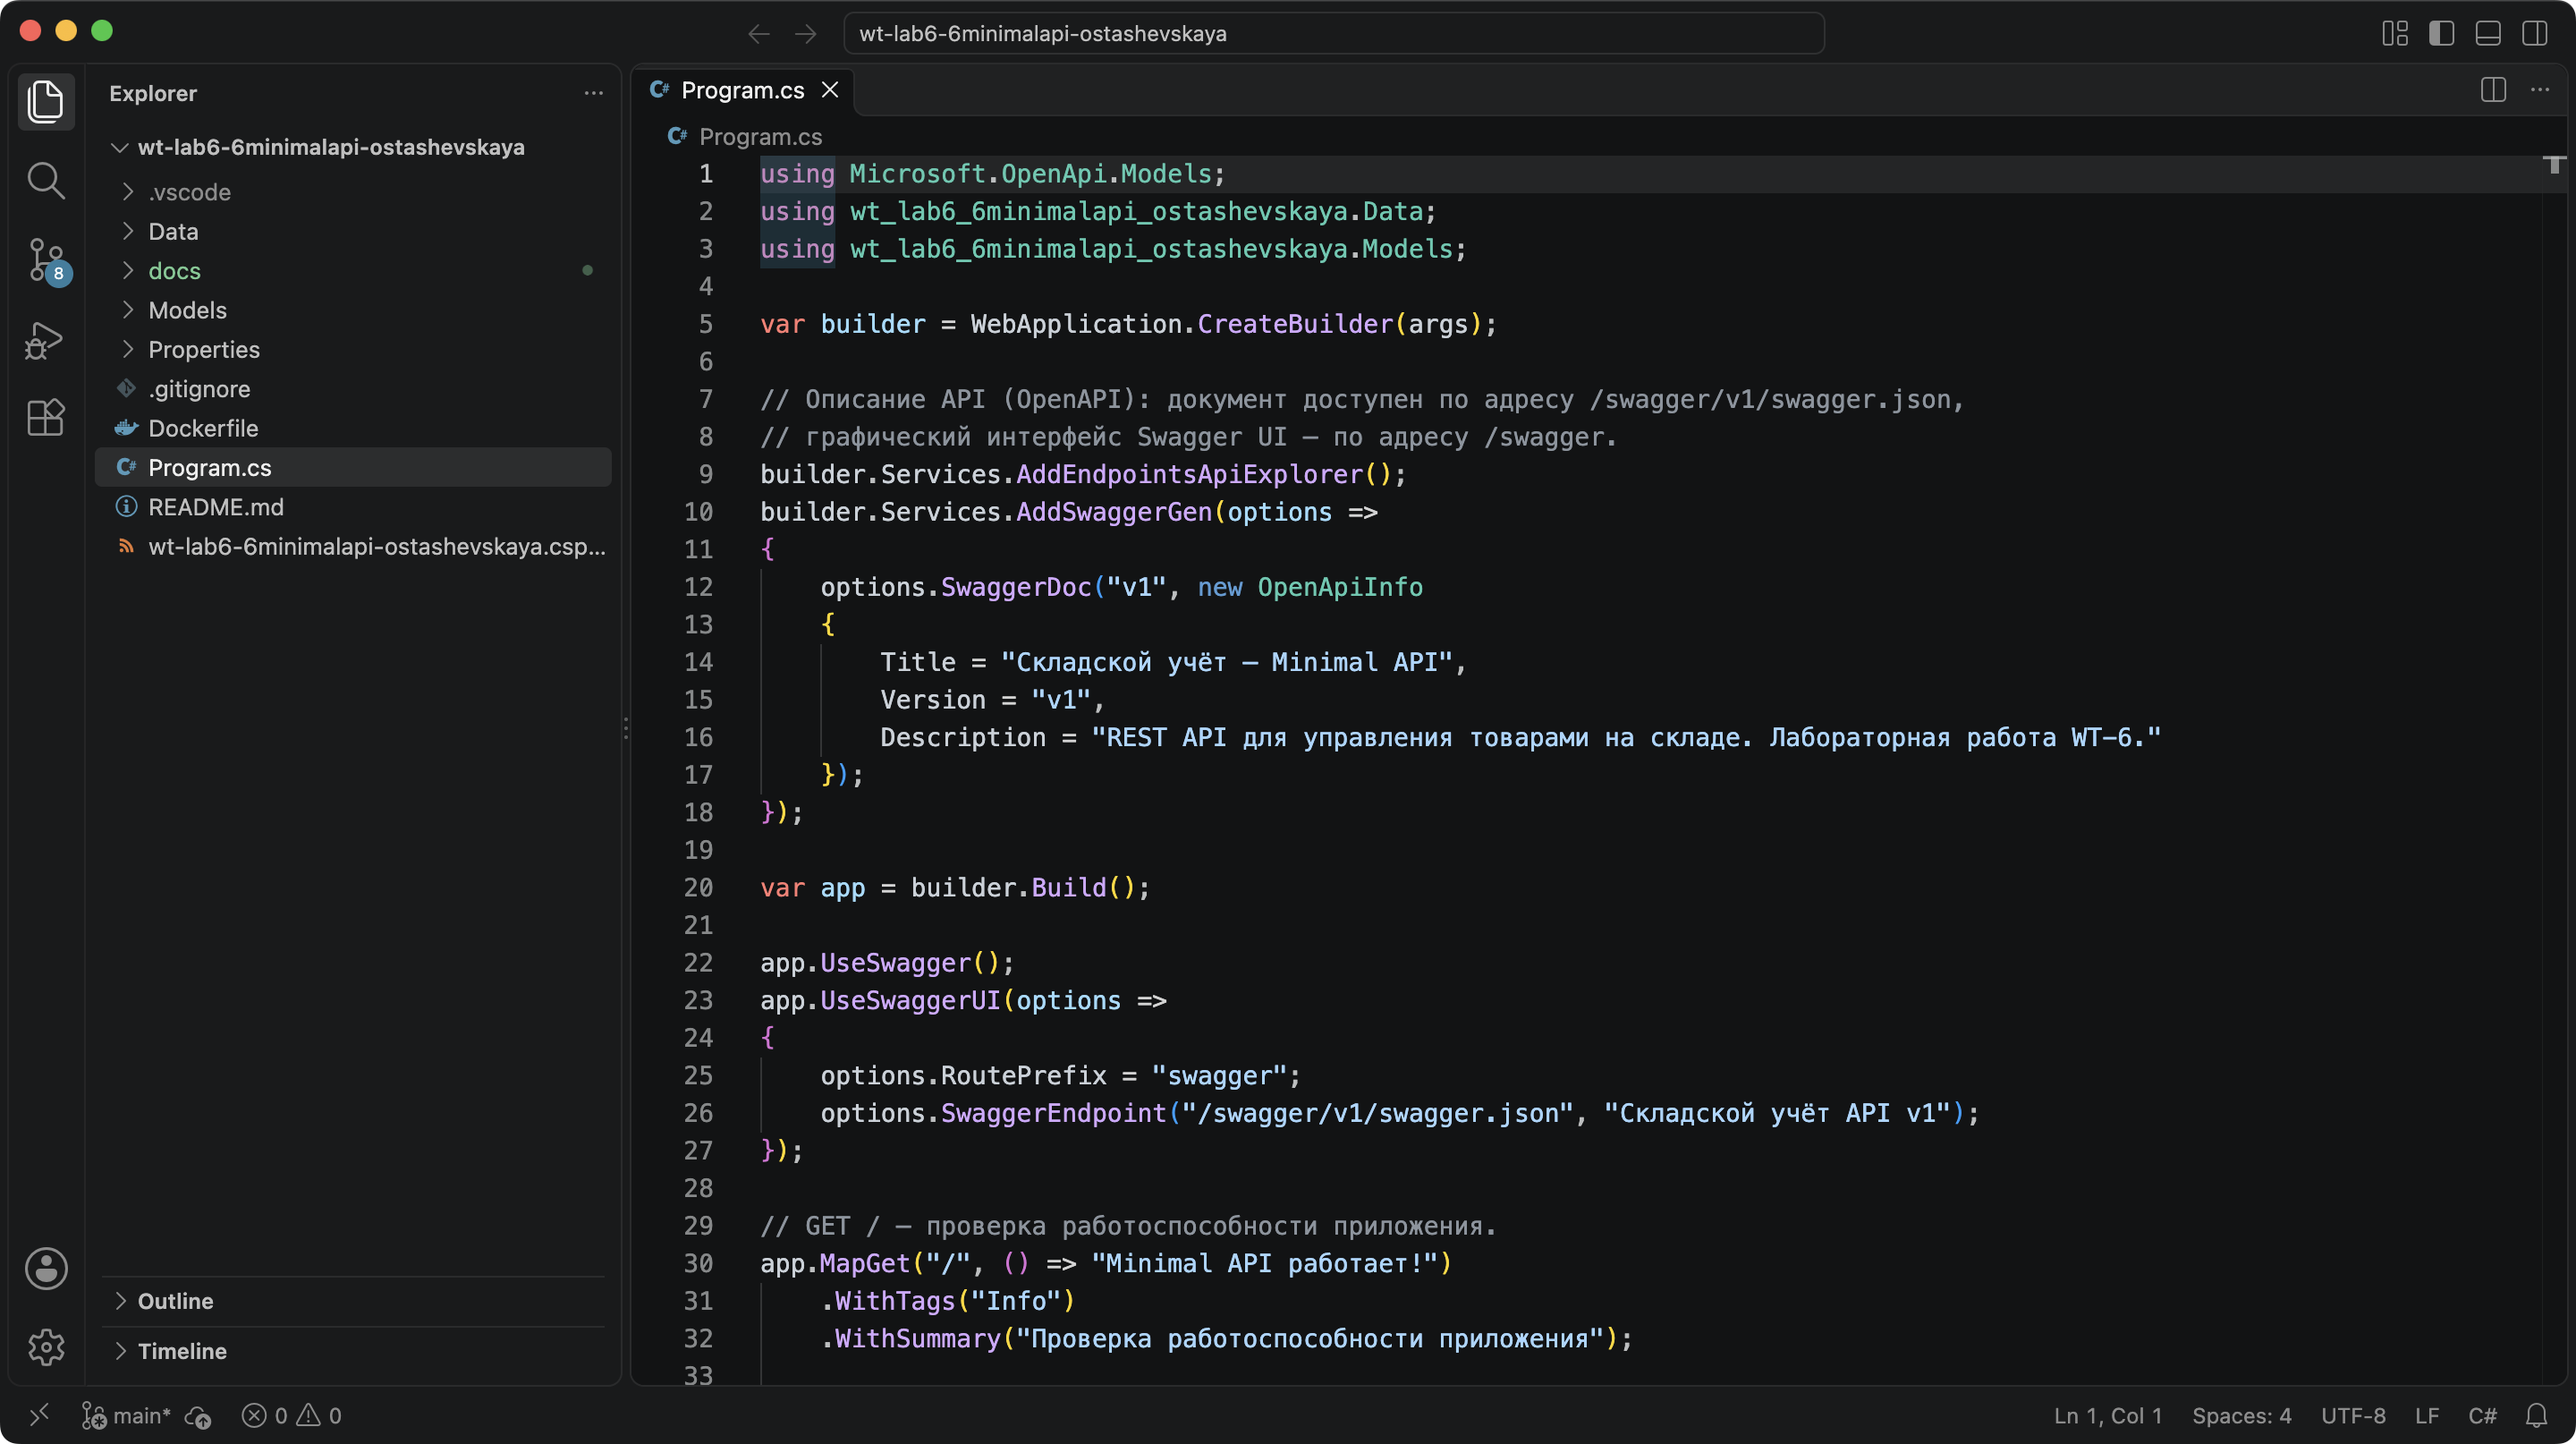 wt-lab6-6minimalapi-ostashevskaya
Explorer
wt-lab6-6minimalapi-ostashevskaya
.vscode
Data
docs
Models
Properties
.gitignore
Dockerfile
C# Program.cs
README.md
wt-lab6-6minimalapi-ostashevskaya.csp...
8
Outline
Timeline
C# Program.cs
C# Program.cs
1 using Microsoft.OpenApi.Models;
2 using wt_lab6_6minimalapi_ostashevskaya.Data;
3 using wt_lab6_6minimalapi_ostashevskaya.Models;
4
5 var builder = WebApplication.CreateBuilder(args);
6
7 // Описание API (OpenAPI): документ доступен по адресу /swagger/v1/swagger.json,
8 // графический интерфейс Swagger UI — по адресу /swagger.
9 builder.Services.AddEndpointsApiExplorer();
10 builder.Services.AddSwaggerGen(options =>
11 {
12 options.SwaggerDoc("v1", new OpenApiInfo
13 {
14 Title = "Складской учёт — Minimal API",
15 Version = "v1",
16 Description = "REST API для управления товарами на складе. Лабораторная работа WT-6."
17 });
18 });
19
20 var app = builder.Build();
21
22 app.UseSwagger();
23 app.UseSwaggerUI(options =>
24 {
25 options.RoutePrefix = "swagger";
26 options.SwaggerEndpoint("/swagger/v1/swagger.json", "Складской учёт API v1");
27 });
28
29 // GET / — проверка работоспособности приложения.
30 app.MapGet("/", () => "Minimal API работает!")
31 .WithTags("Info")
32 .WithSummary("Проверка работоспособности приложения");
33
main* 0 0
Ln 1, Col 1 Spaces: 4 UTF-8 LF C#